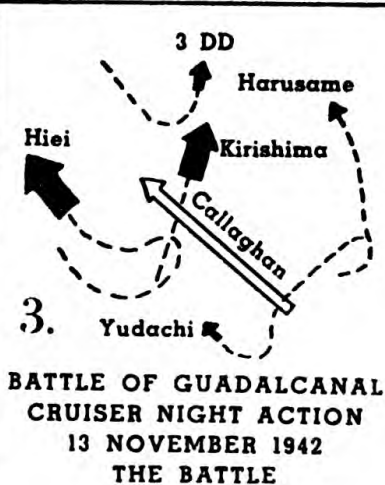 3 DD
Harusame
Hiei
Kirishima
Callaghan
3.
Yudachi
BATTLE OF GUADALCANAL
CRUISER NIGHT ACTION
13 NOVEMBER 1942
THE BATTLE